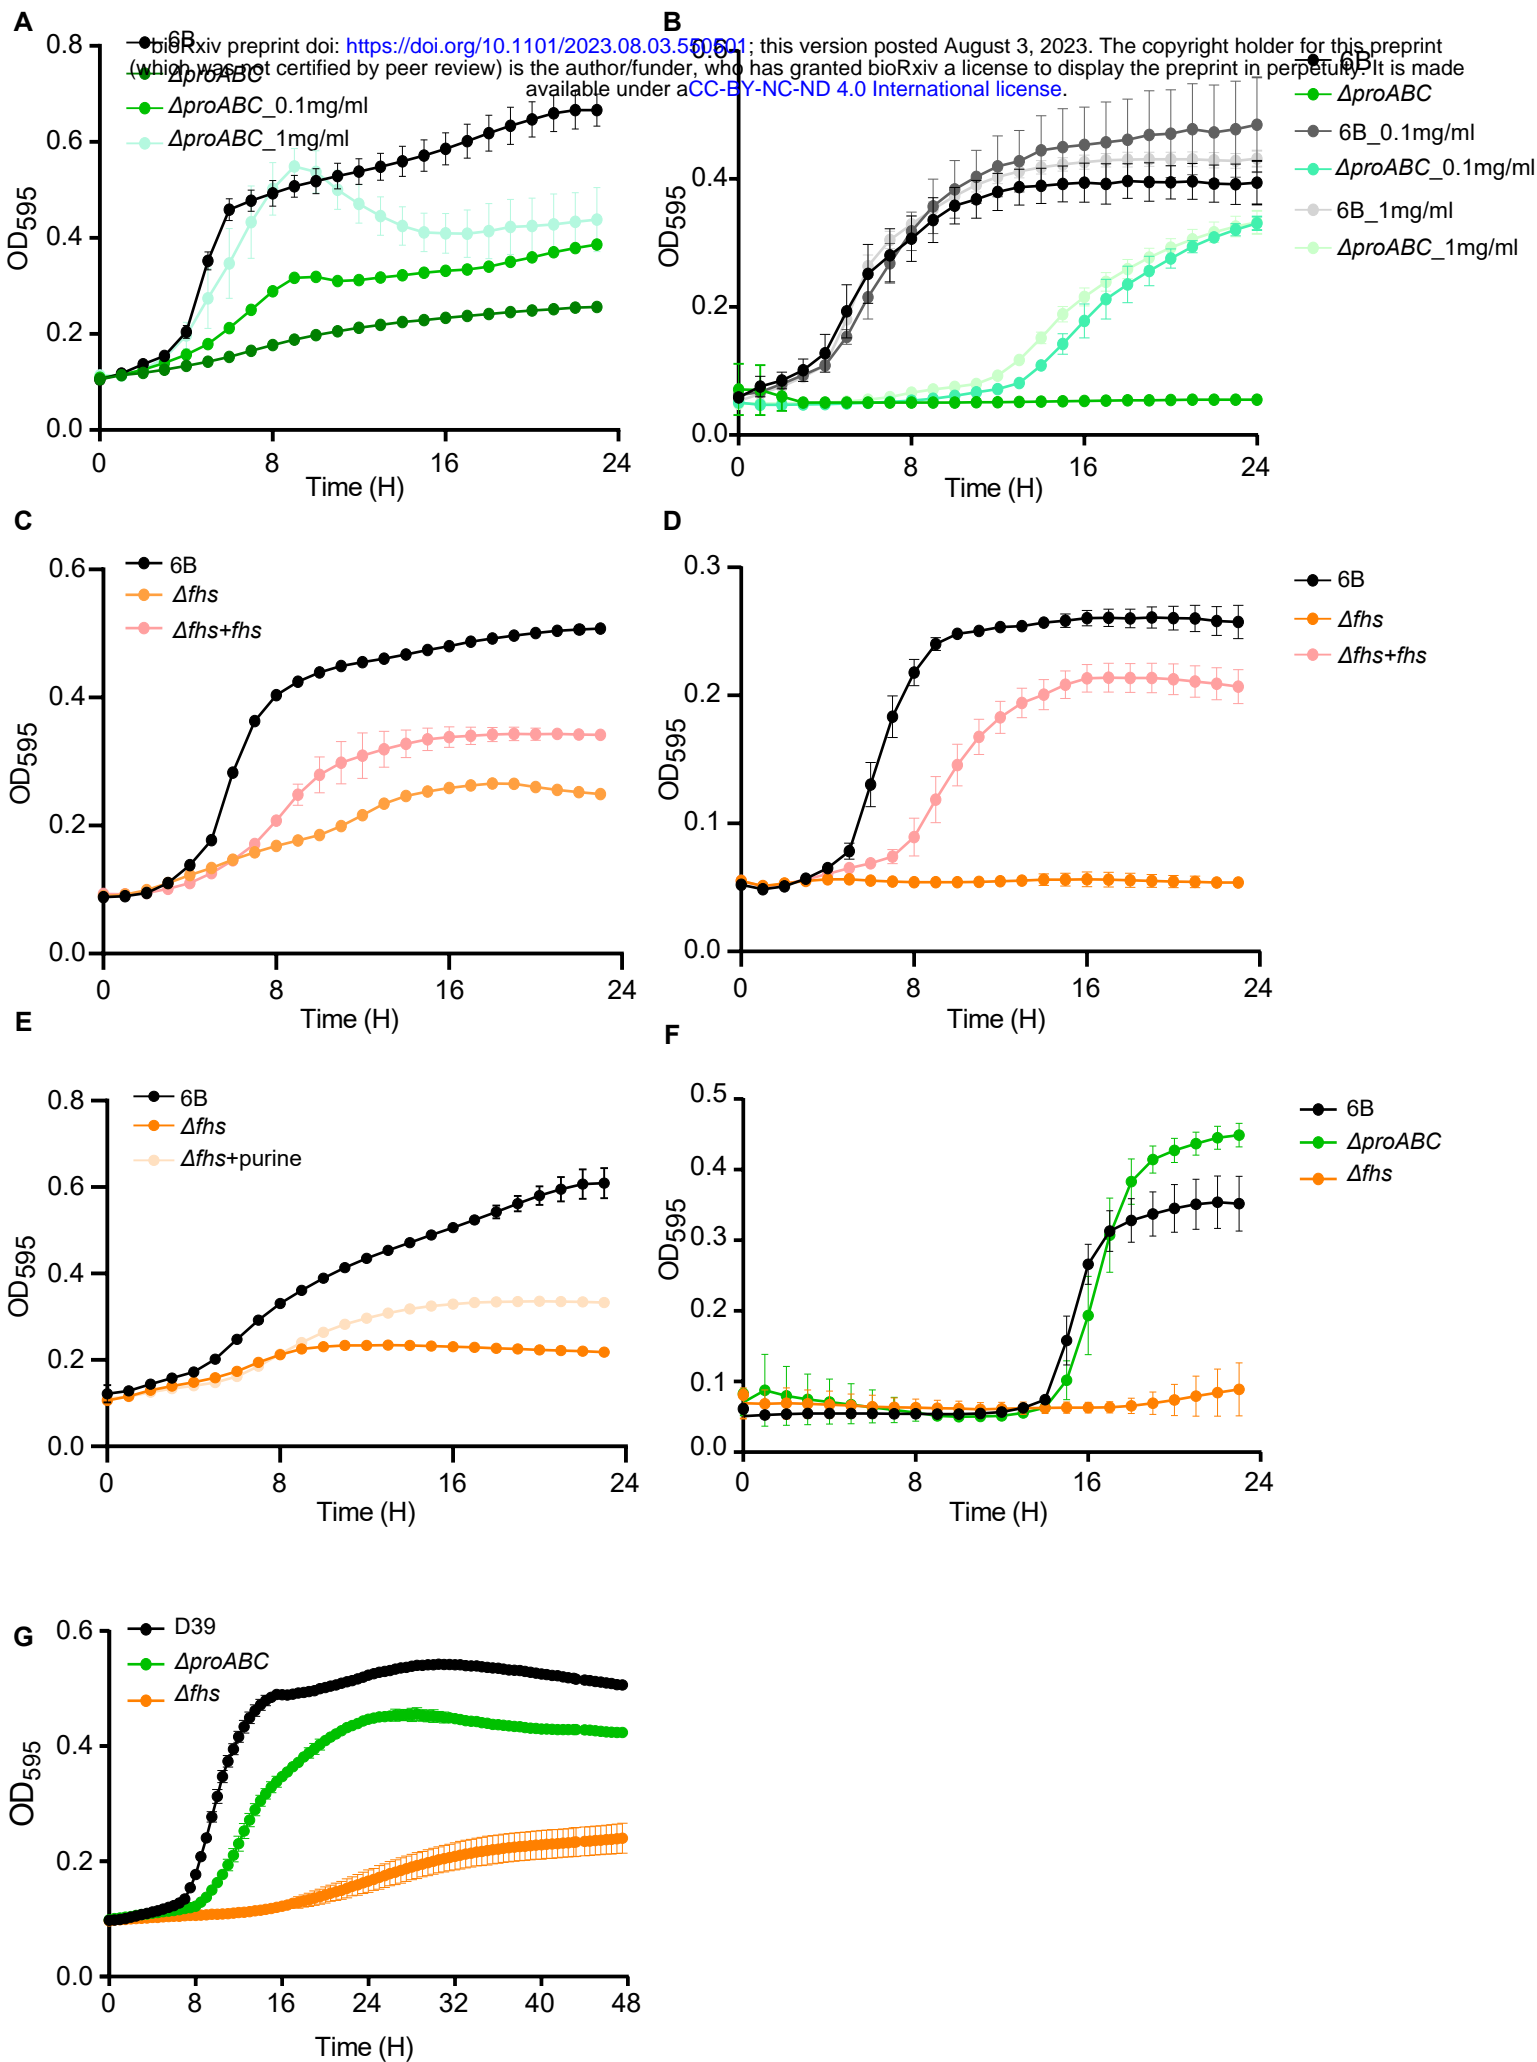 A
B
bioRxiv preprint doi: https://doi.org/10.1101/2023.08.03.550501; this version posted August 3, 2023. The copyright holder for this preprint
(which was not certified by peer review) is the author/funder, who has granted bioRxiv a license to display the preprint in perpetuity. It is made
available under aCC-BY-NC-ND 4.0 International license.
6B
ΔproABC
ΔproABC_0.1mg/ml
ΔproABC_1mg/ml
0.8
0.6
0.4
0.2
0.0
OD595
0 8 16 24
Time (H)
6B
ΔproABC
6B_0.1mg/ml
ΔproABC_0.1mg/ml
6B_1mg/ml
ΔproABC_1mg/ml
0.6
0.4
0.2
0.0
OD595
0 8 16 24
Time (H)
C
6B
Δfhs
Δfhs+fhs
0.6
0.4
0.2
0.0
OD595
0 8 16 24
Time (H)
D
6B
Δfhs
Δfhs+fhs
0.3
0.2
0.1
0.0
OD595
0 8 16 24
Time (H)
E
6B
Δfhs
Δfhs+purine
0.8
0.6
0.4
0.2
0.0
OD595
0 8 16 24
Time (H)
F
6B
ΔproABC
Δfhs
0.5
0.4
0.3
0.2
0.1
0.0
OD595
0 8 16 24
Time (H)
G
D39
ΔproABC
Δfhs
0.6
0.4
0.2
0.0
OD595
0 8 16 24 32 40 48
Time (H)